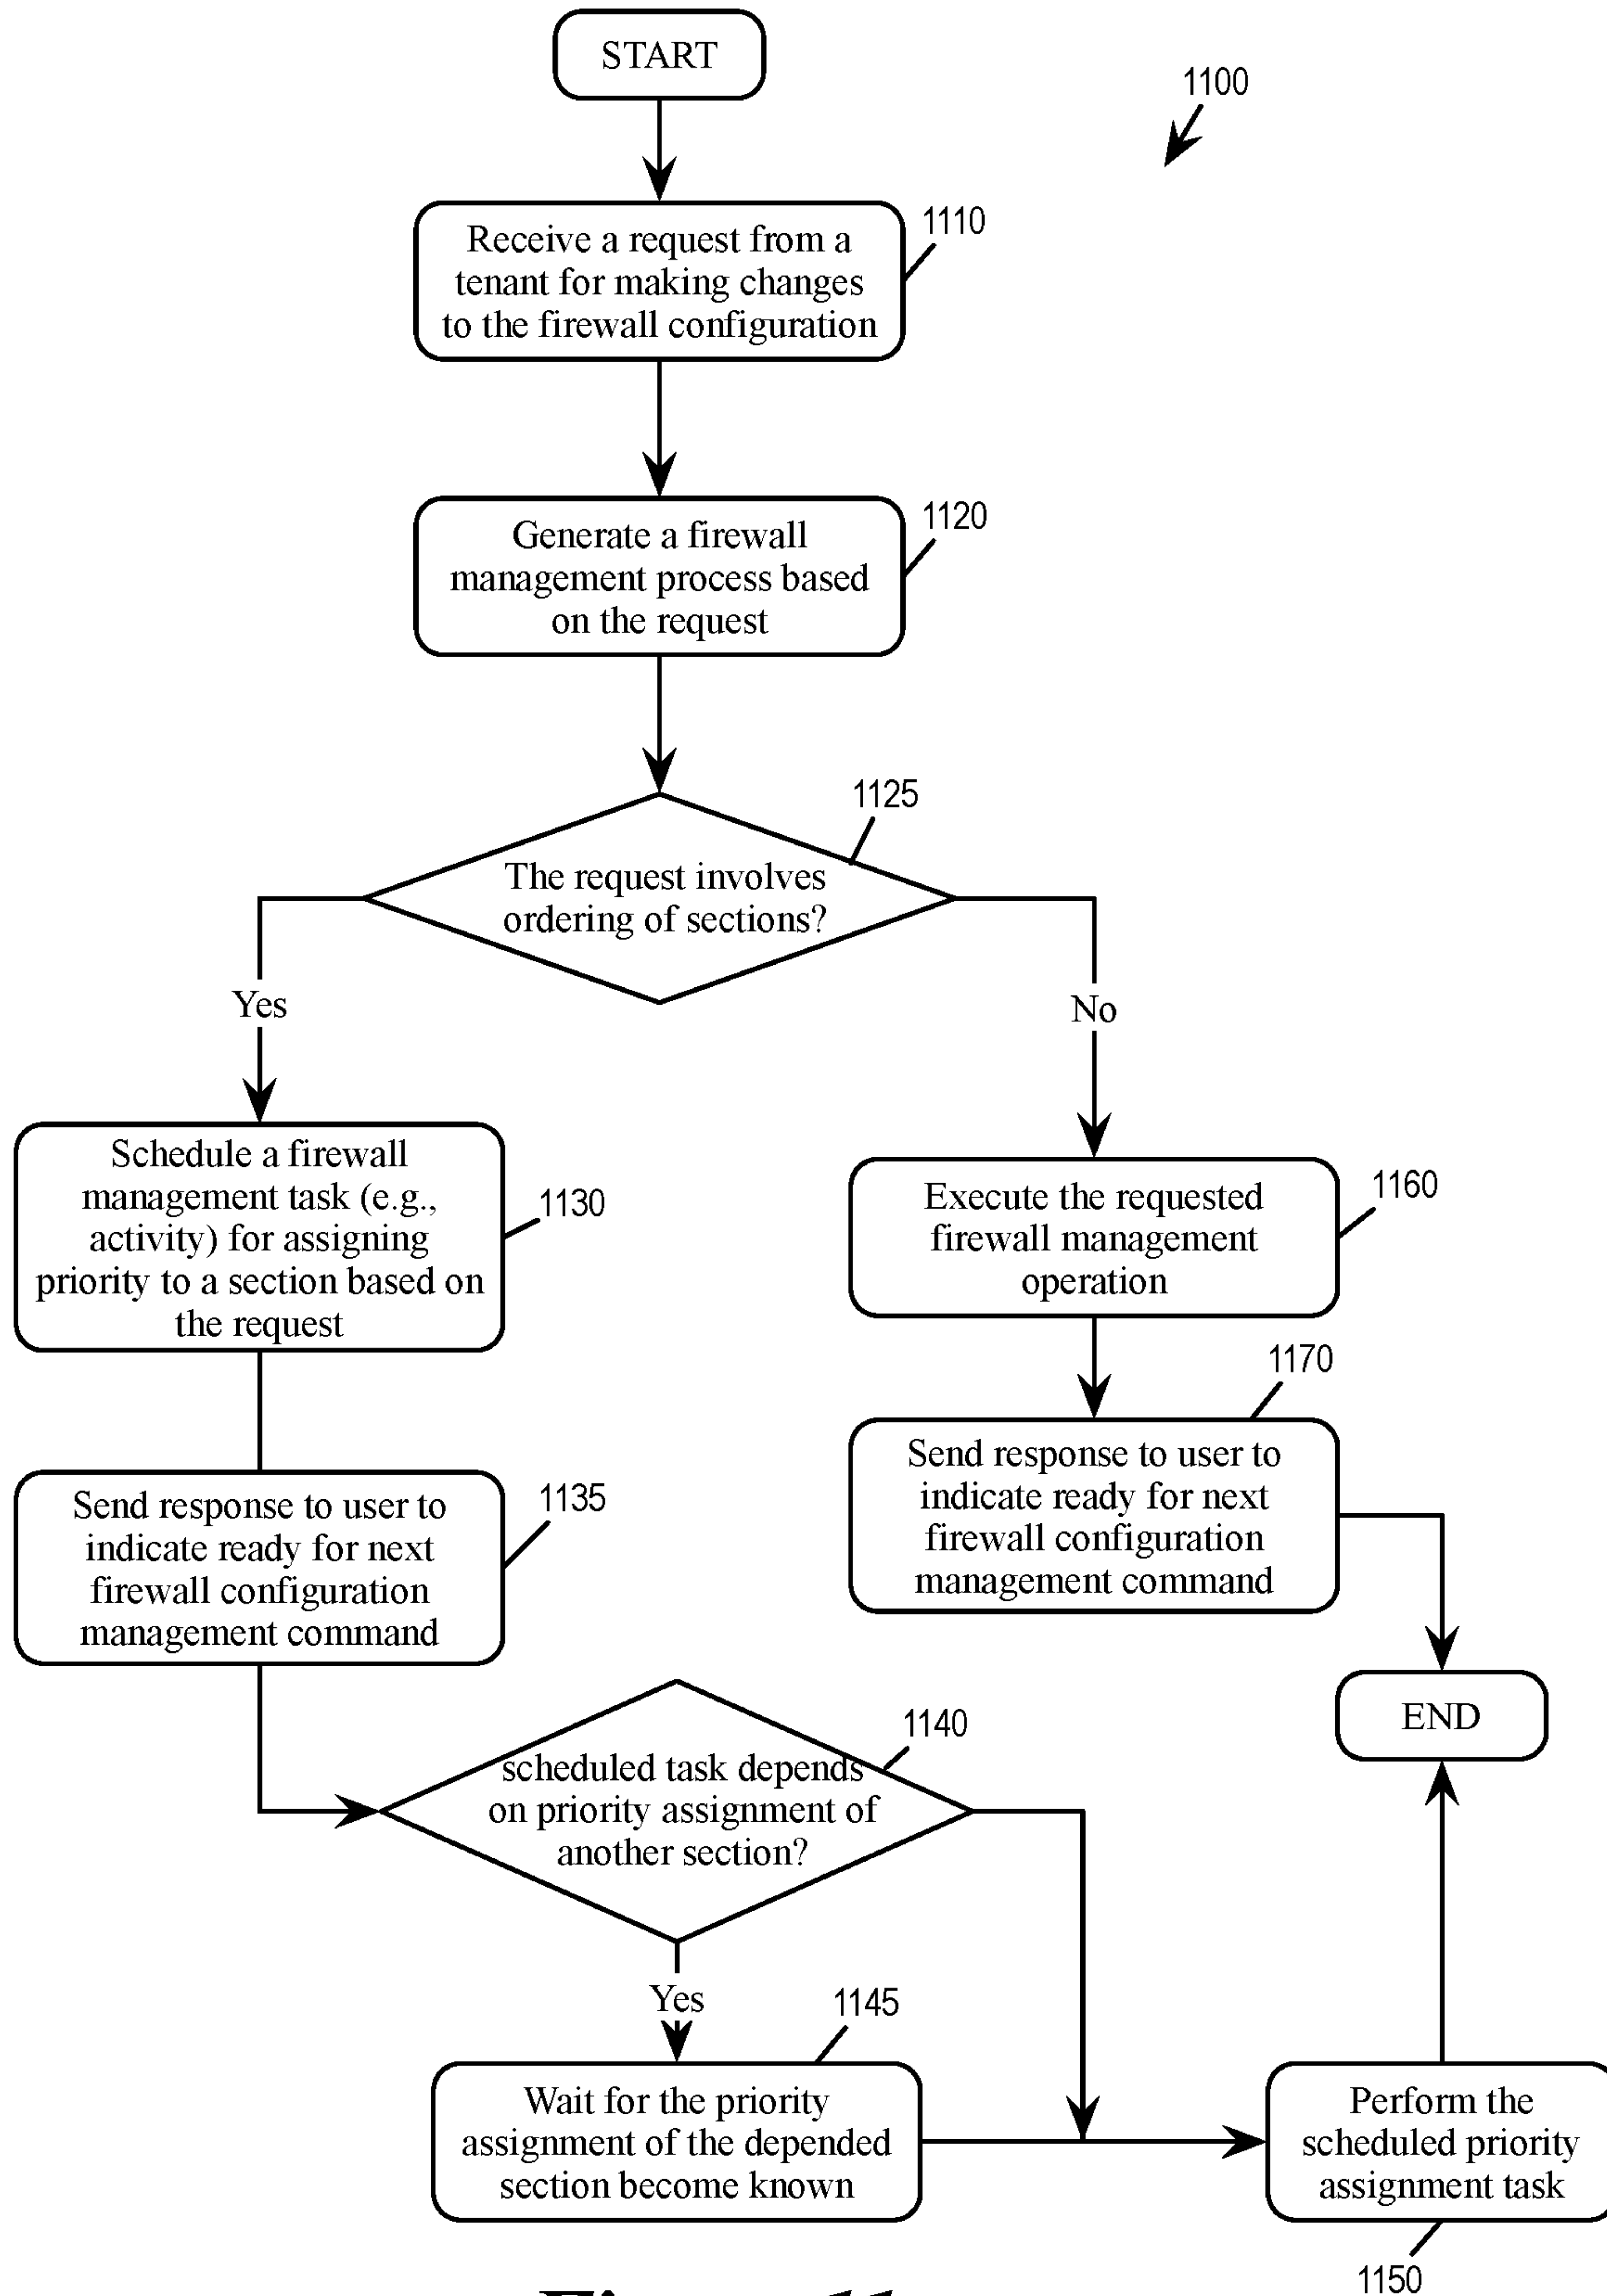 START
1100
Receive a request from a
tenant for making changes
to the firewall configuration
1110
Generate a firewall
management process based
on the request
1120
1125
The request involves
ordering of sections?
Yes
No
Schedule a firewall
management task (e.g.,
activity) for assigning
priority to a section based on
the request
1130
Execute the requested
firewall management
operation
1160
1170
Send response to user to
indicate ready for next
firewall configuration
management command
Send response to user to
indicate ready for next
firewall configuration
management command
1135
END
1140
scheduled task depends
on priority assignment of
another section?
Yes
1145
Wait for the priority
assignment of the depended
section become known
Perform the
scheduled priority
assignment task
1150